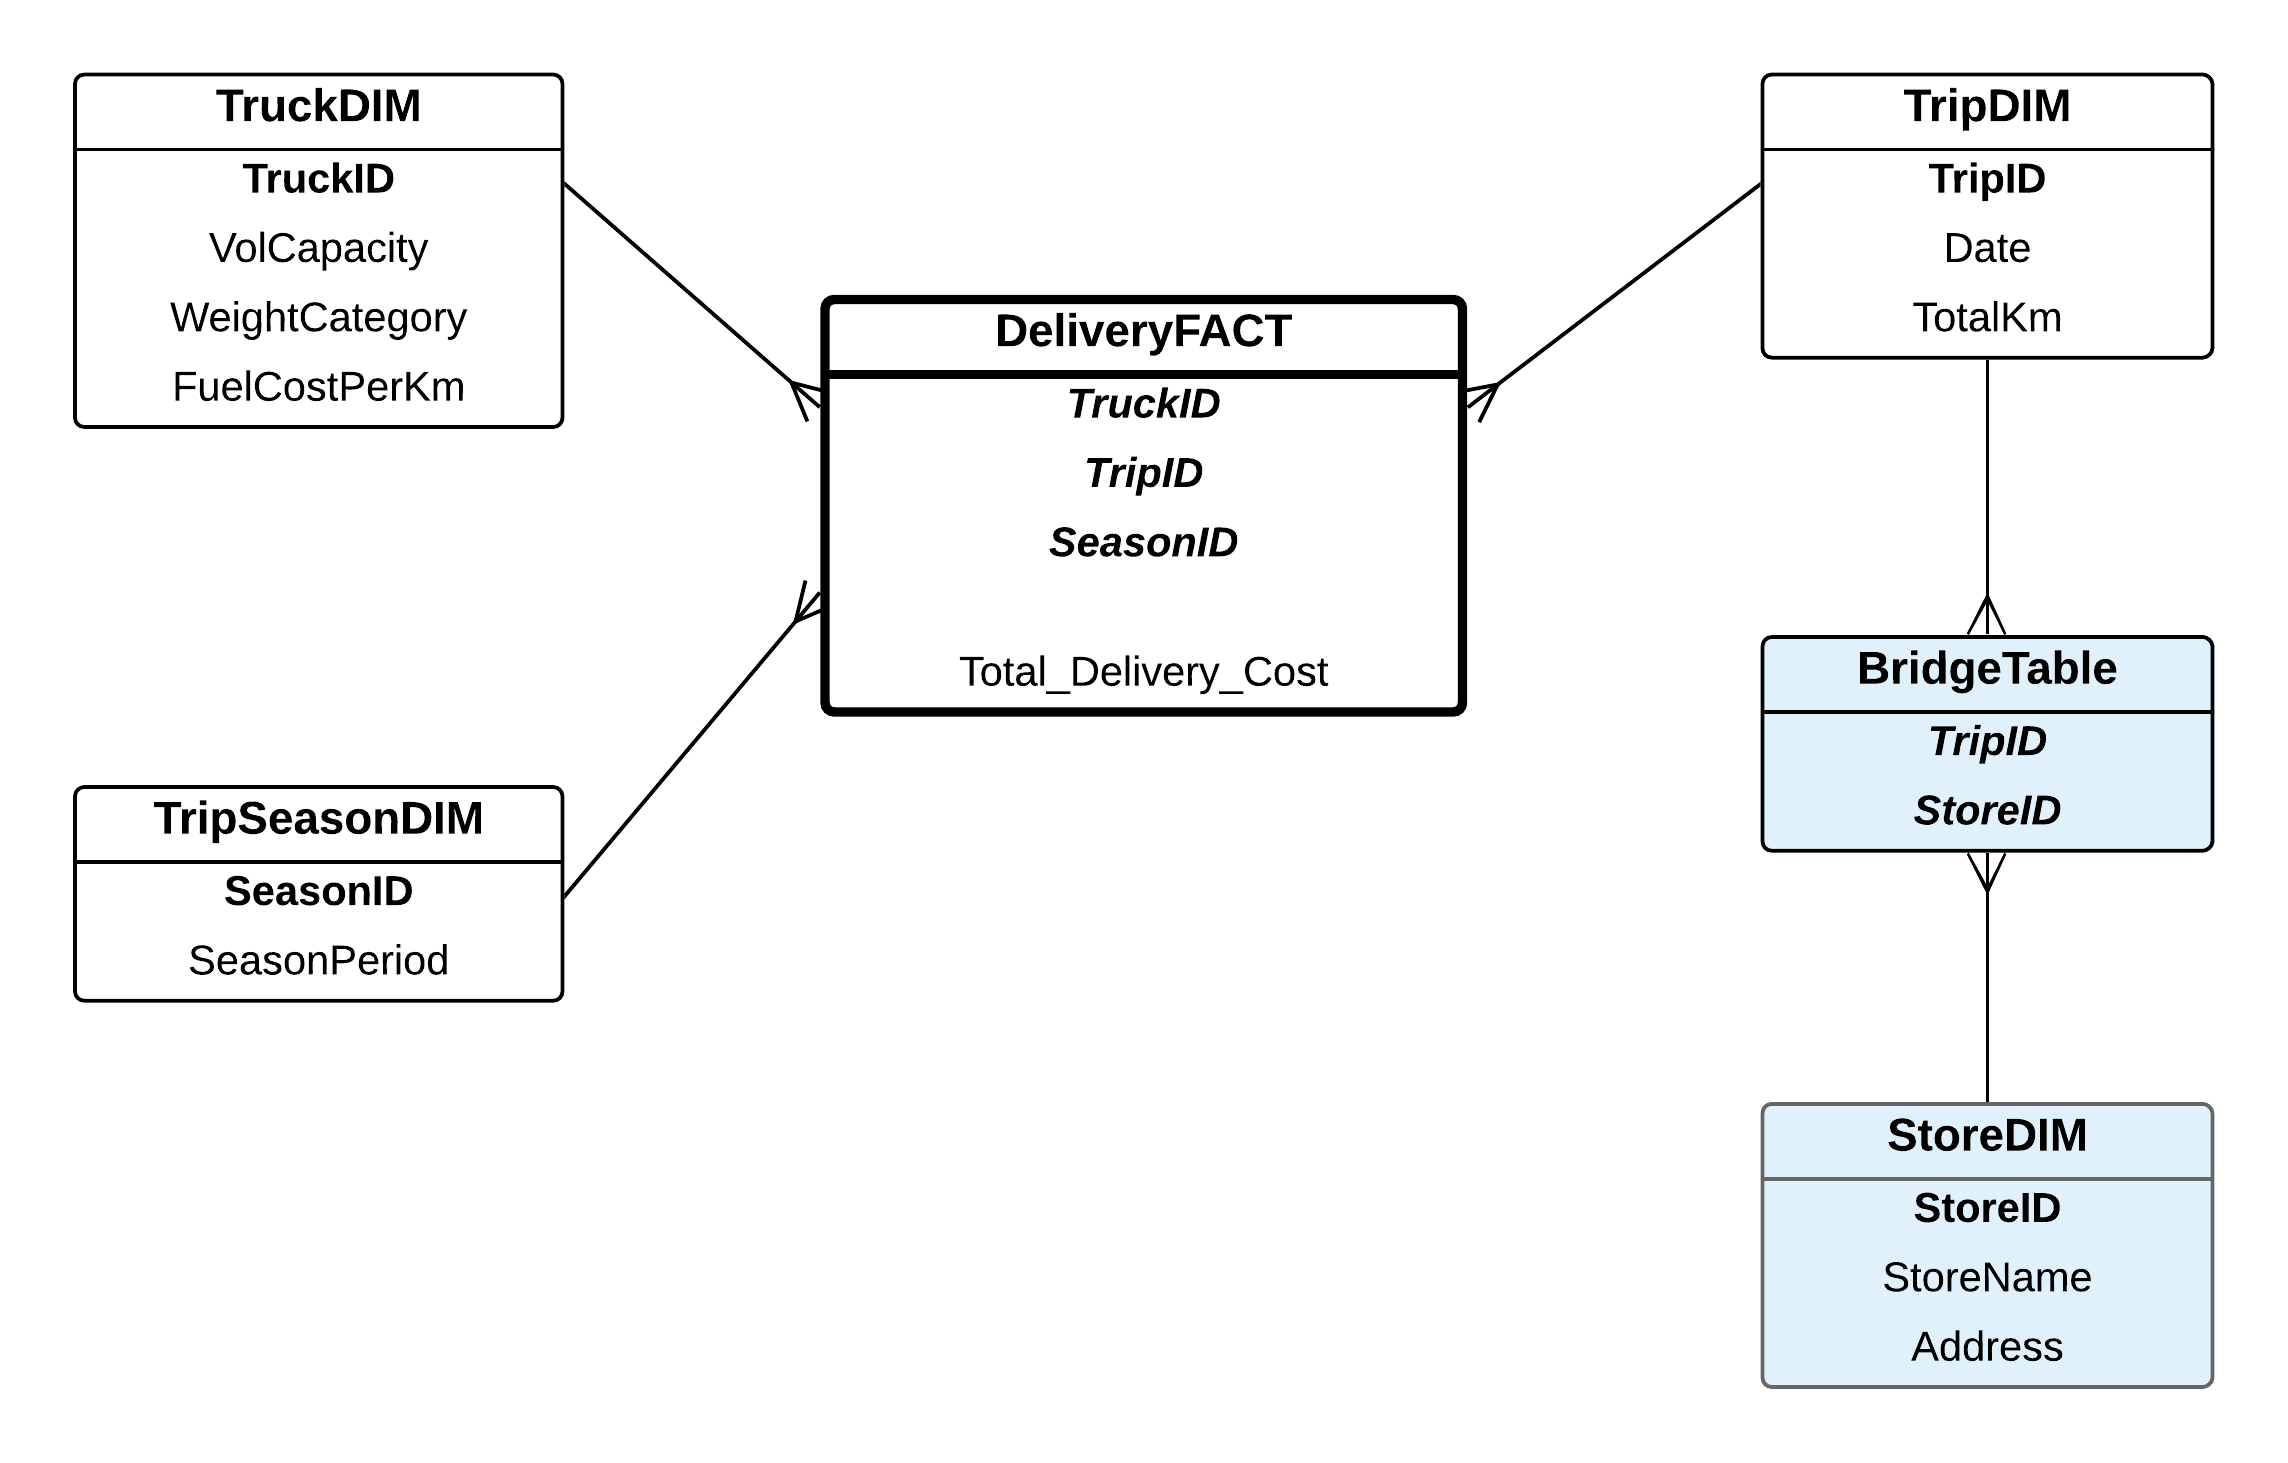 TruckDIM
TruckID
VolCapacity
WeightCategory
FuelCostPerKm
TripSeasonDIM
SeasonID
SeasonPeriod
DeliveryFACT
TruckID
TripID
SeasonID
Total_Delivery_Cost
TripDIM
TripID
Date
TotalKm
BridgeTable
TripID
StoreID
StoreDIM
StoreID
StoreName
Address